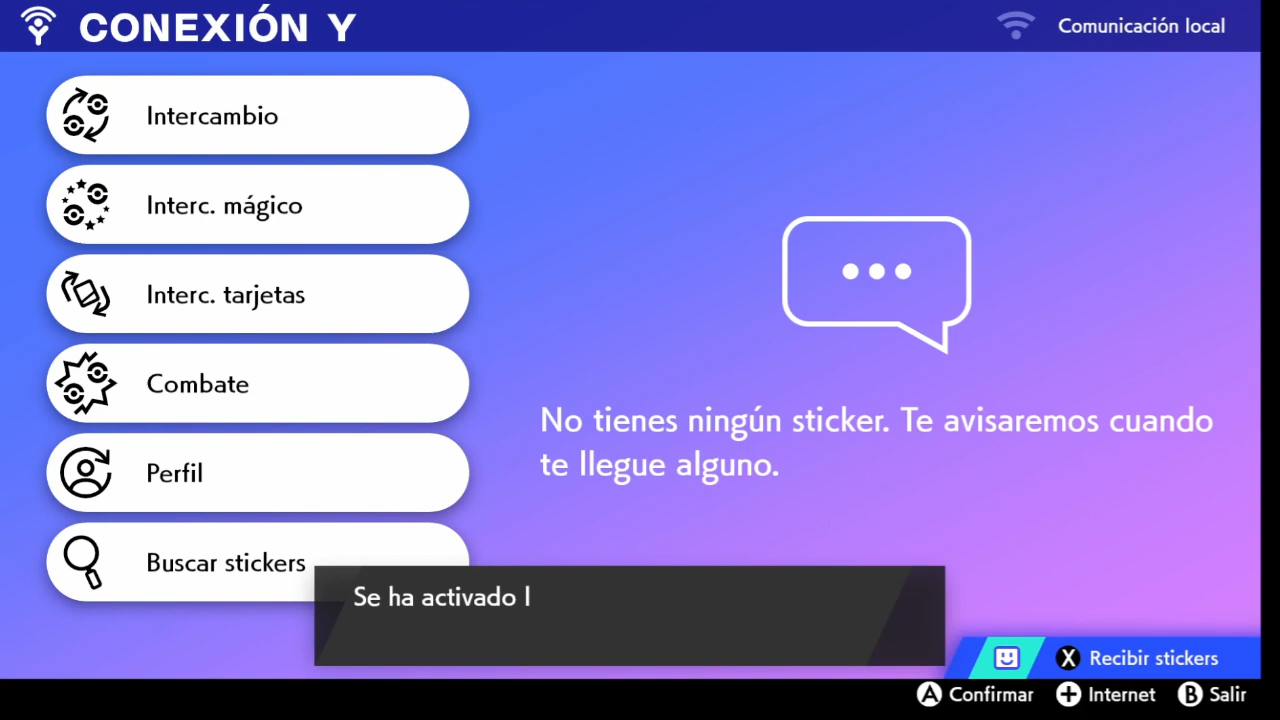 CONEXIÓN Y
Comunicación local
Intercambio
Interc. mágico
Interc. tarjetas
Combate
Perfil
Buscar stickers
No tienes ningún sticker. Te avisaremos cuando
te llegue alguno.
Se ha activado l
X Recibir stickers
A Confirmar + Internet B Salir